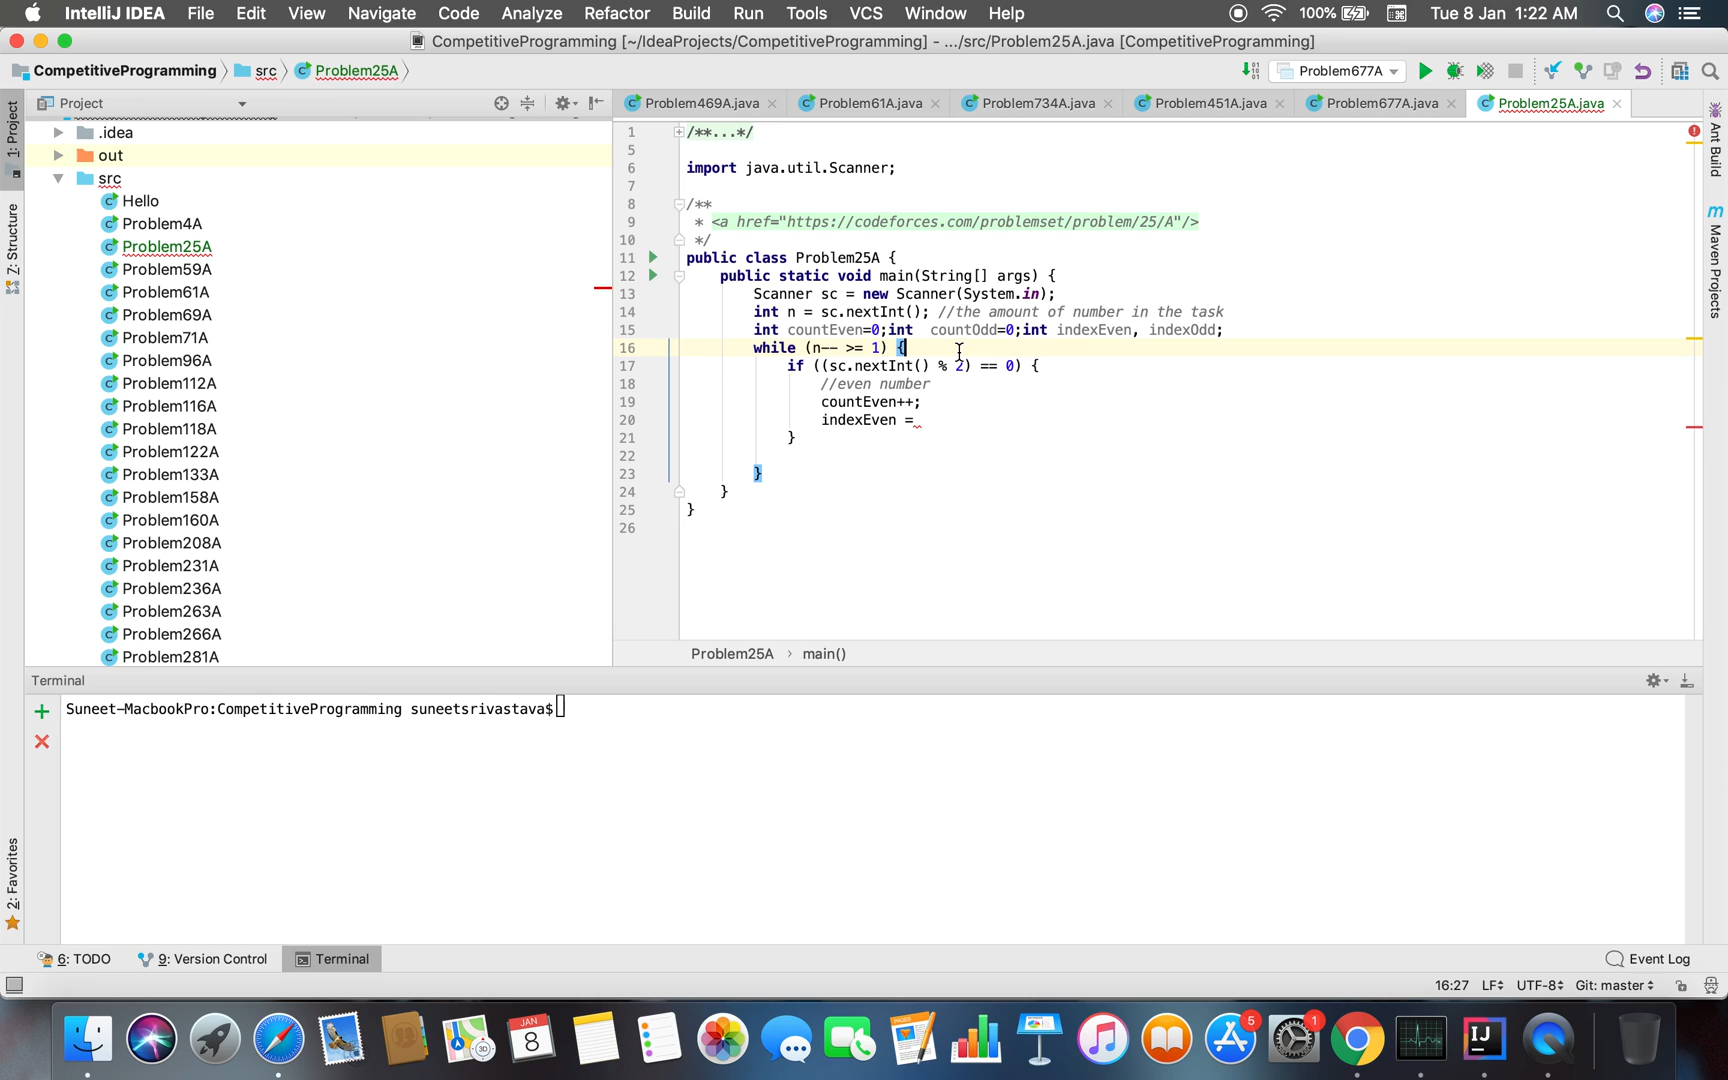 IntelliJ IDEA File Edit View Navigate Code Analyze Refactor Build Run Tools VCS Window Help 100% Tue 8 Jan 1:22 AM
CompetitiveProgramming [~/IdeaProjects/CompetitiveProgramming] - .../src/Problem25A.java [CompetitiveProgramming]
CompetitiveProgramming src Problem25A Problem677A
1: Project
Z: Structure
2: Favorites
Project
.idea
out
src
Hello
Problem4A
Problem25A
Problem59A
Problem61A
Problem69A
Problem71A
Problem96A
Problem112A
Problem116A
Problem118A
Problem122A
Problem133A
Problem158A
Problem160A
Problem208A
Problem231A
Problem236A
Problem263A
Problem266A
Problem281A
Problem469A.java Problem61A.java Problem734A.java Problem451A.java Problem677A.java Problem25A.java
1 /**...*/
5
6 import java.util.Scanner;
7
8 /**
9 * <a href="https://codeforces.com/problemset/problem/25/A"/>
10 */
11 public class Problem25A {
12 public static void main(String[] args) {
13 Scanner sc = new Scanner(System.in);
14 int n = sc.nextInt(); //the amount of number in the task
15 int countEven=0;int  countOdd=0;int indexEven, indexOdd;
16 while (n-- >= 1) {
17 if ((sc.nextInt() % 2) == 0) {
18 //even number
19 countEven++;
20 indexEven =
21 }
22
23 }
24 }
25 }
26
Problem25A › main()
Ant Build
m Maven Projects
Terminal
Suneet-MacbookPro:CompetitiveProgramming suneetsrivastava$
6: TODO 9: Version Control Terminal Event Log
16:27 LF UTF-8 Git: master
JAN
8
5
1
IJ